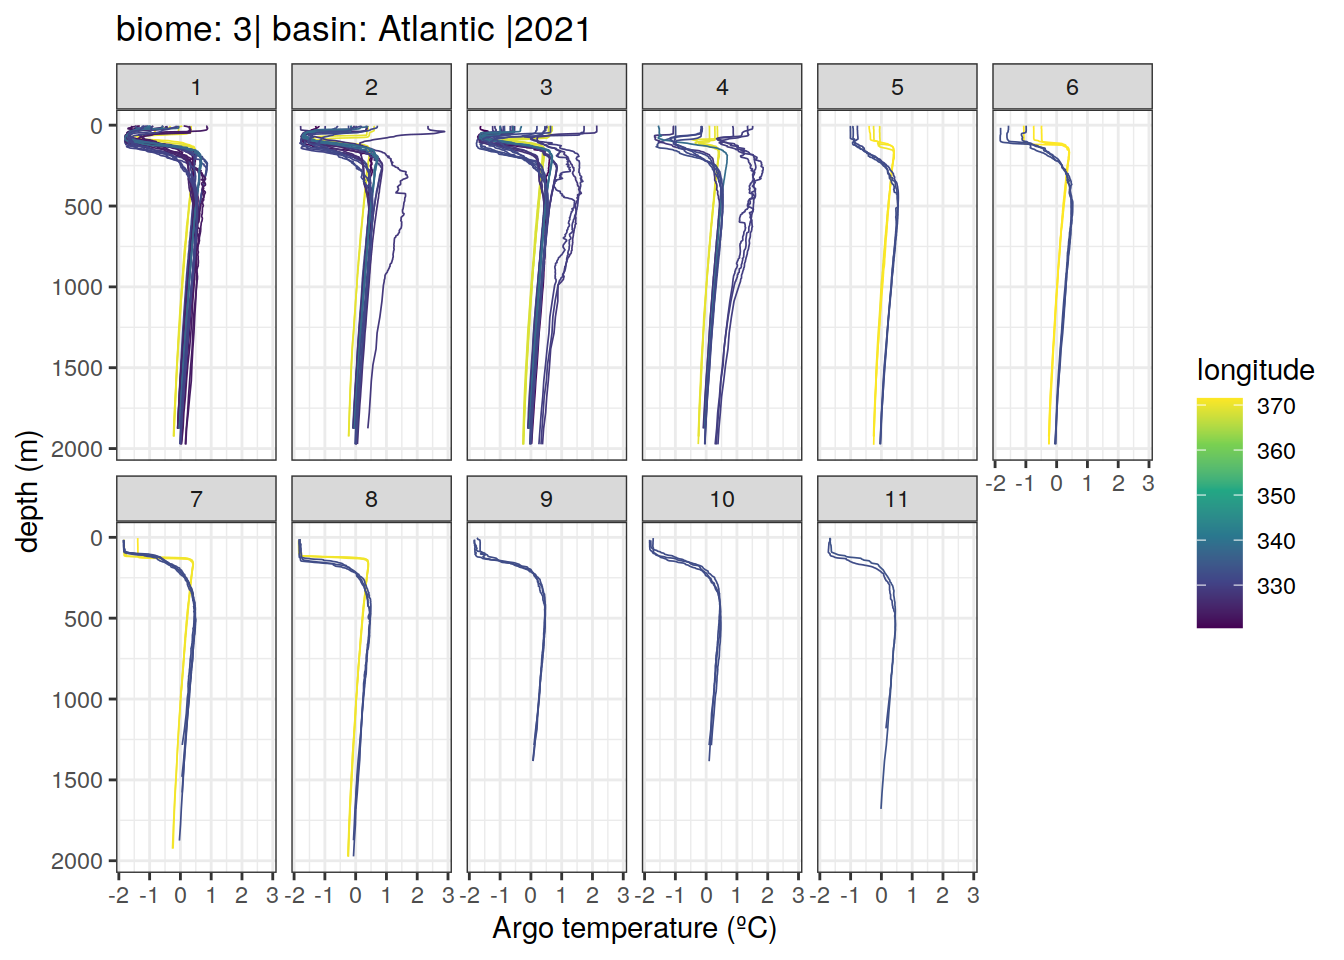 biome: 3| basin: Atlantic |2021
1 2 3 4 5 6
0
500
1000
1500
2000
-2 -1 0 1 2 3
7 8 9 10 11
0
500
1000
1500
2000
-2 -1 0 1 2 3 -2 -1 0 1 2 3 -2 -1 0 1 2 3 -2 -1 0 1 2 3 -2 -1 0 1 2 3
depth (m)
Argo temperature (ºC)
longitude
370
360
350
340
330